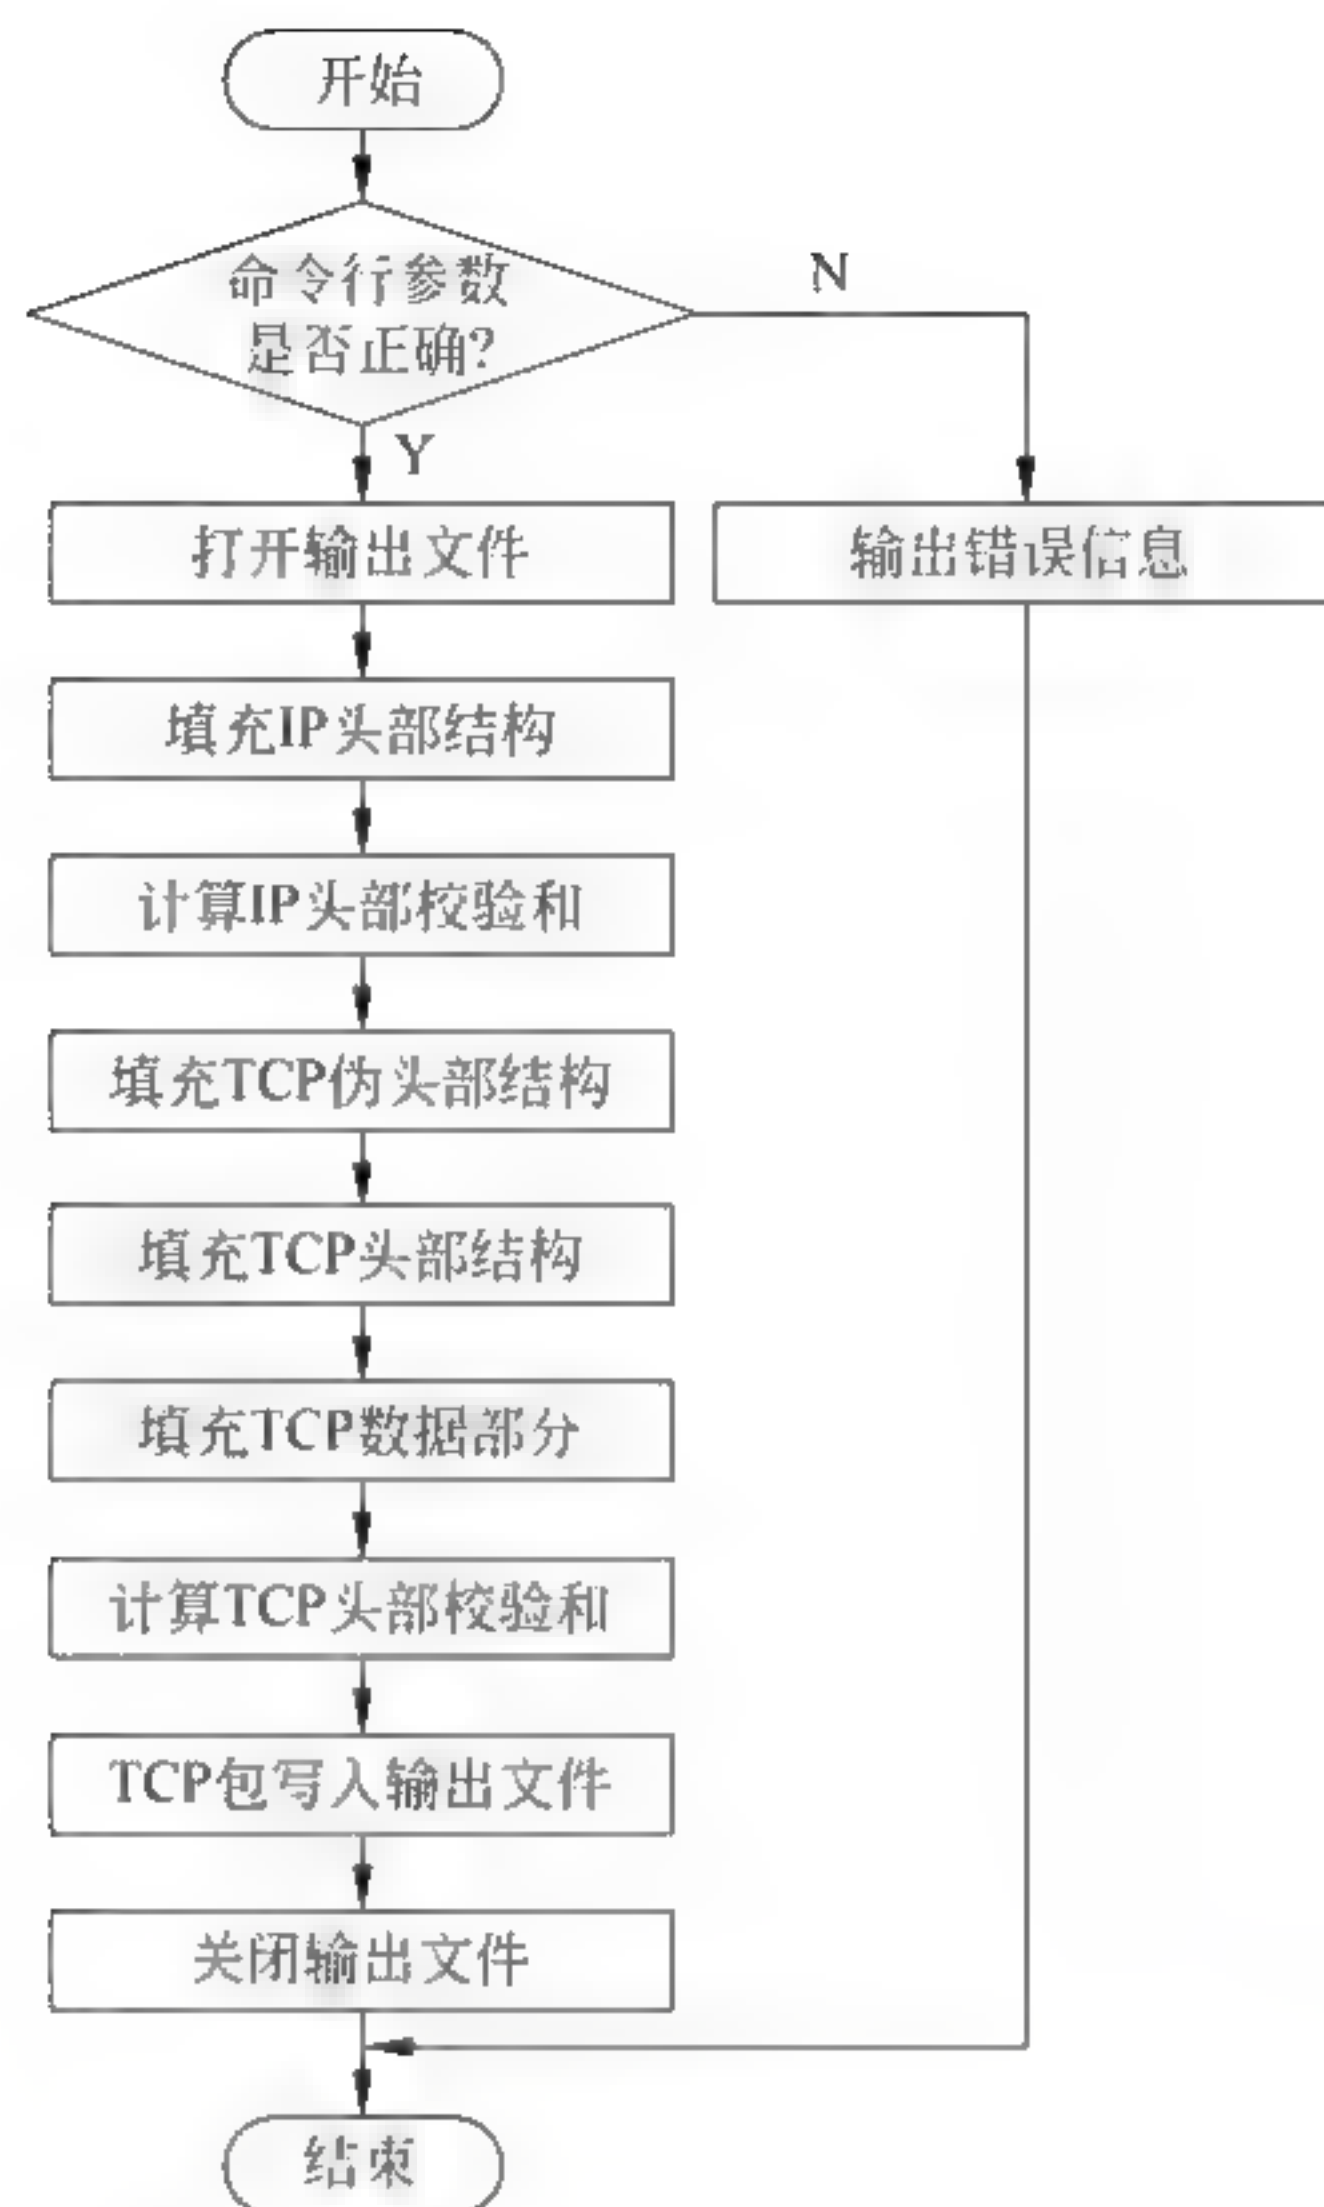 开始
命令行参数
是否正确?
N
Y
打开输出文件
输出错误信息
填充IP头部结构
计算IP头部校验和
填充TCP伪头部结构
填充TCP头部结构
填充TCP数据部分
计算TCP头部校验和
TCP包写入输出文件
关闭输出文件
结束